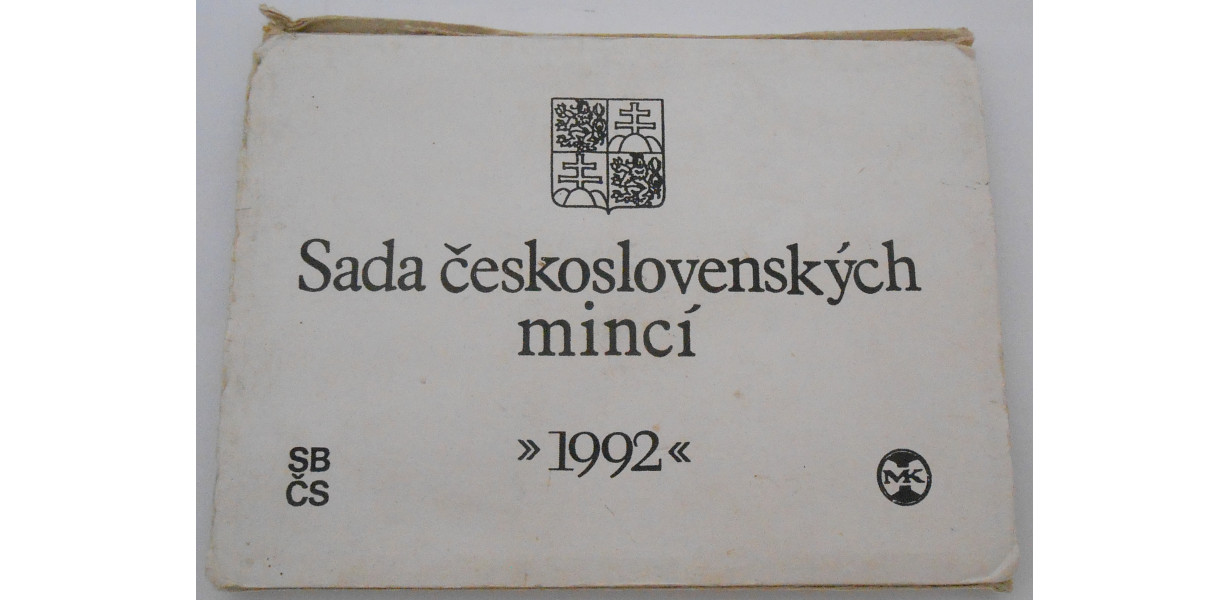 Sada československých
mincí
»1992«
SB
ČS
MK